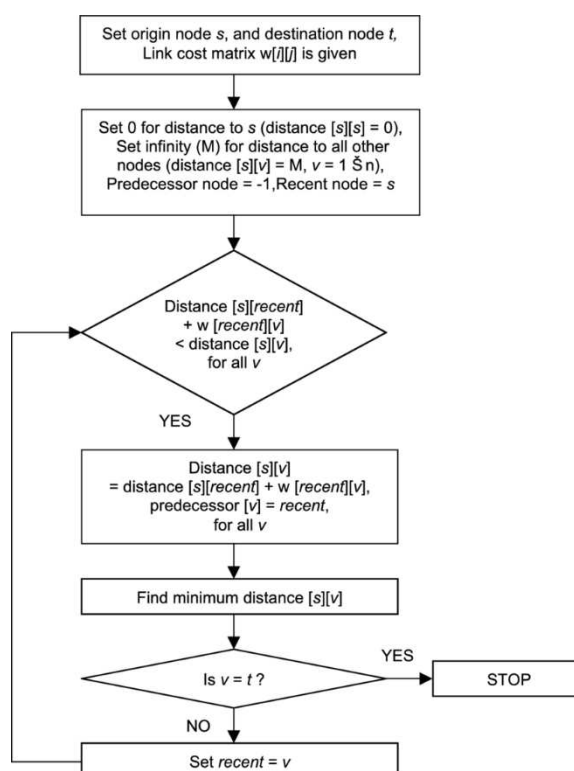 Set origin node s, and destination node t,
Link cost matrix w[i][j] is given
Set 0 for distance to s (distance [s][s] = 0),
Set infinity (M) for distance to all other
nodes (distance [s][v] = M, v = 1 Š n),
Predecessor node = -1,Recent node = s
Distance [s][recent]
+ w [recent][v]
< distance [s][v],
for all v
YES
Distance [s][v]
= distance [s][recent] + w [recent][v],
predecessor [v] = recent,
for all v
Find minimum distance [s][v]
Is v = t ?
YES
STOP
NO
Set recent = v